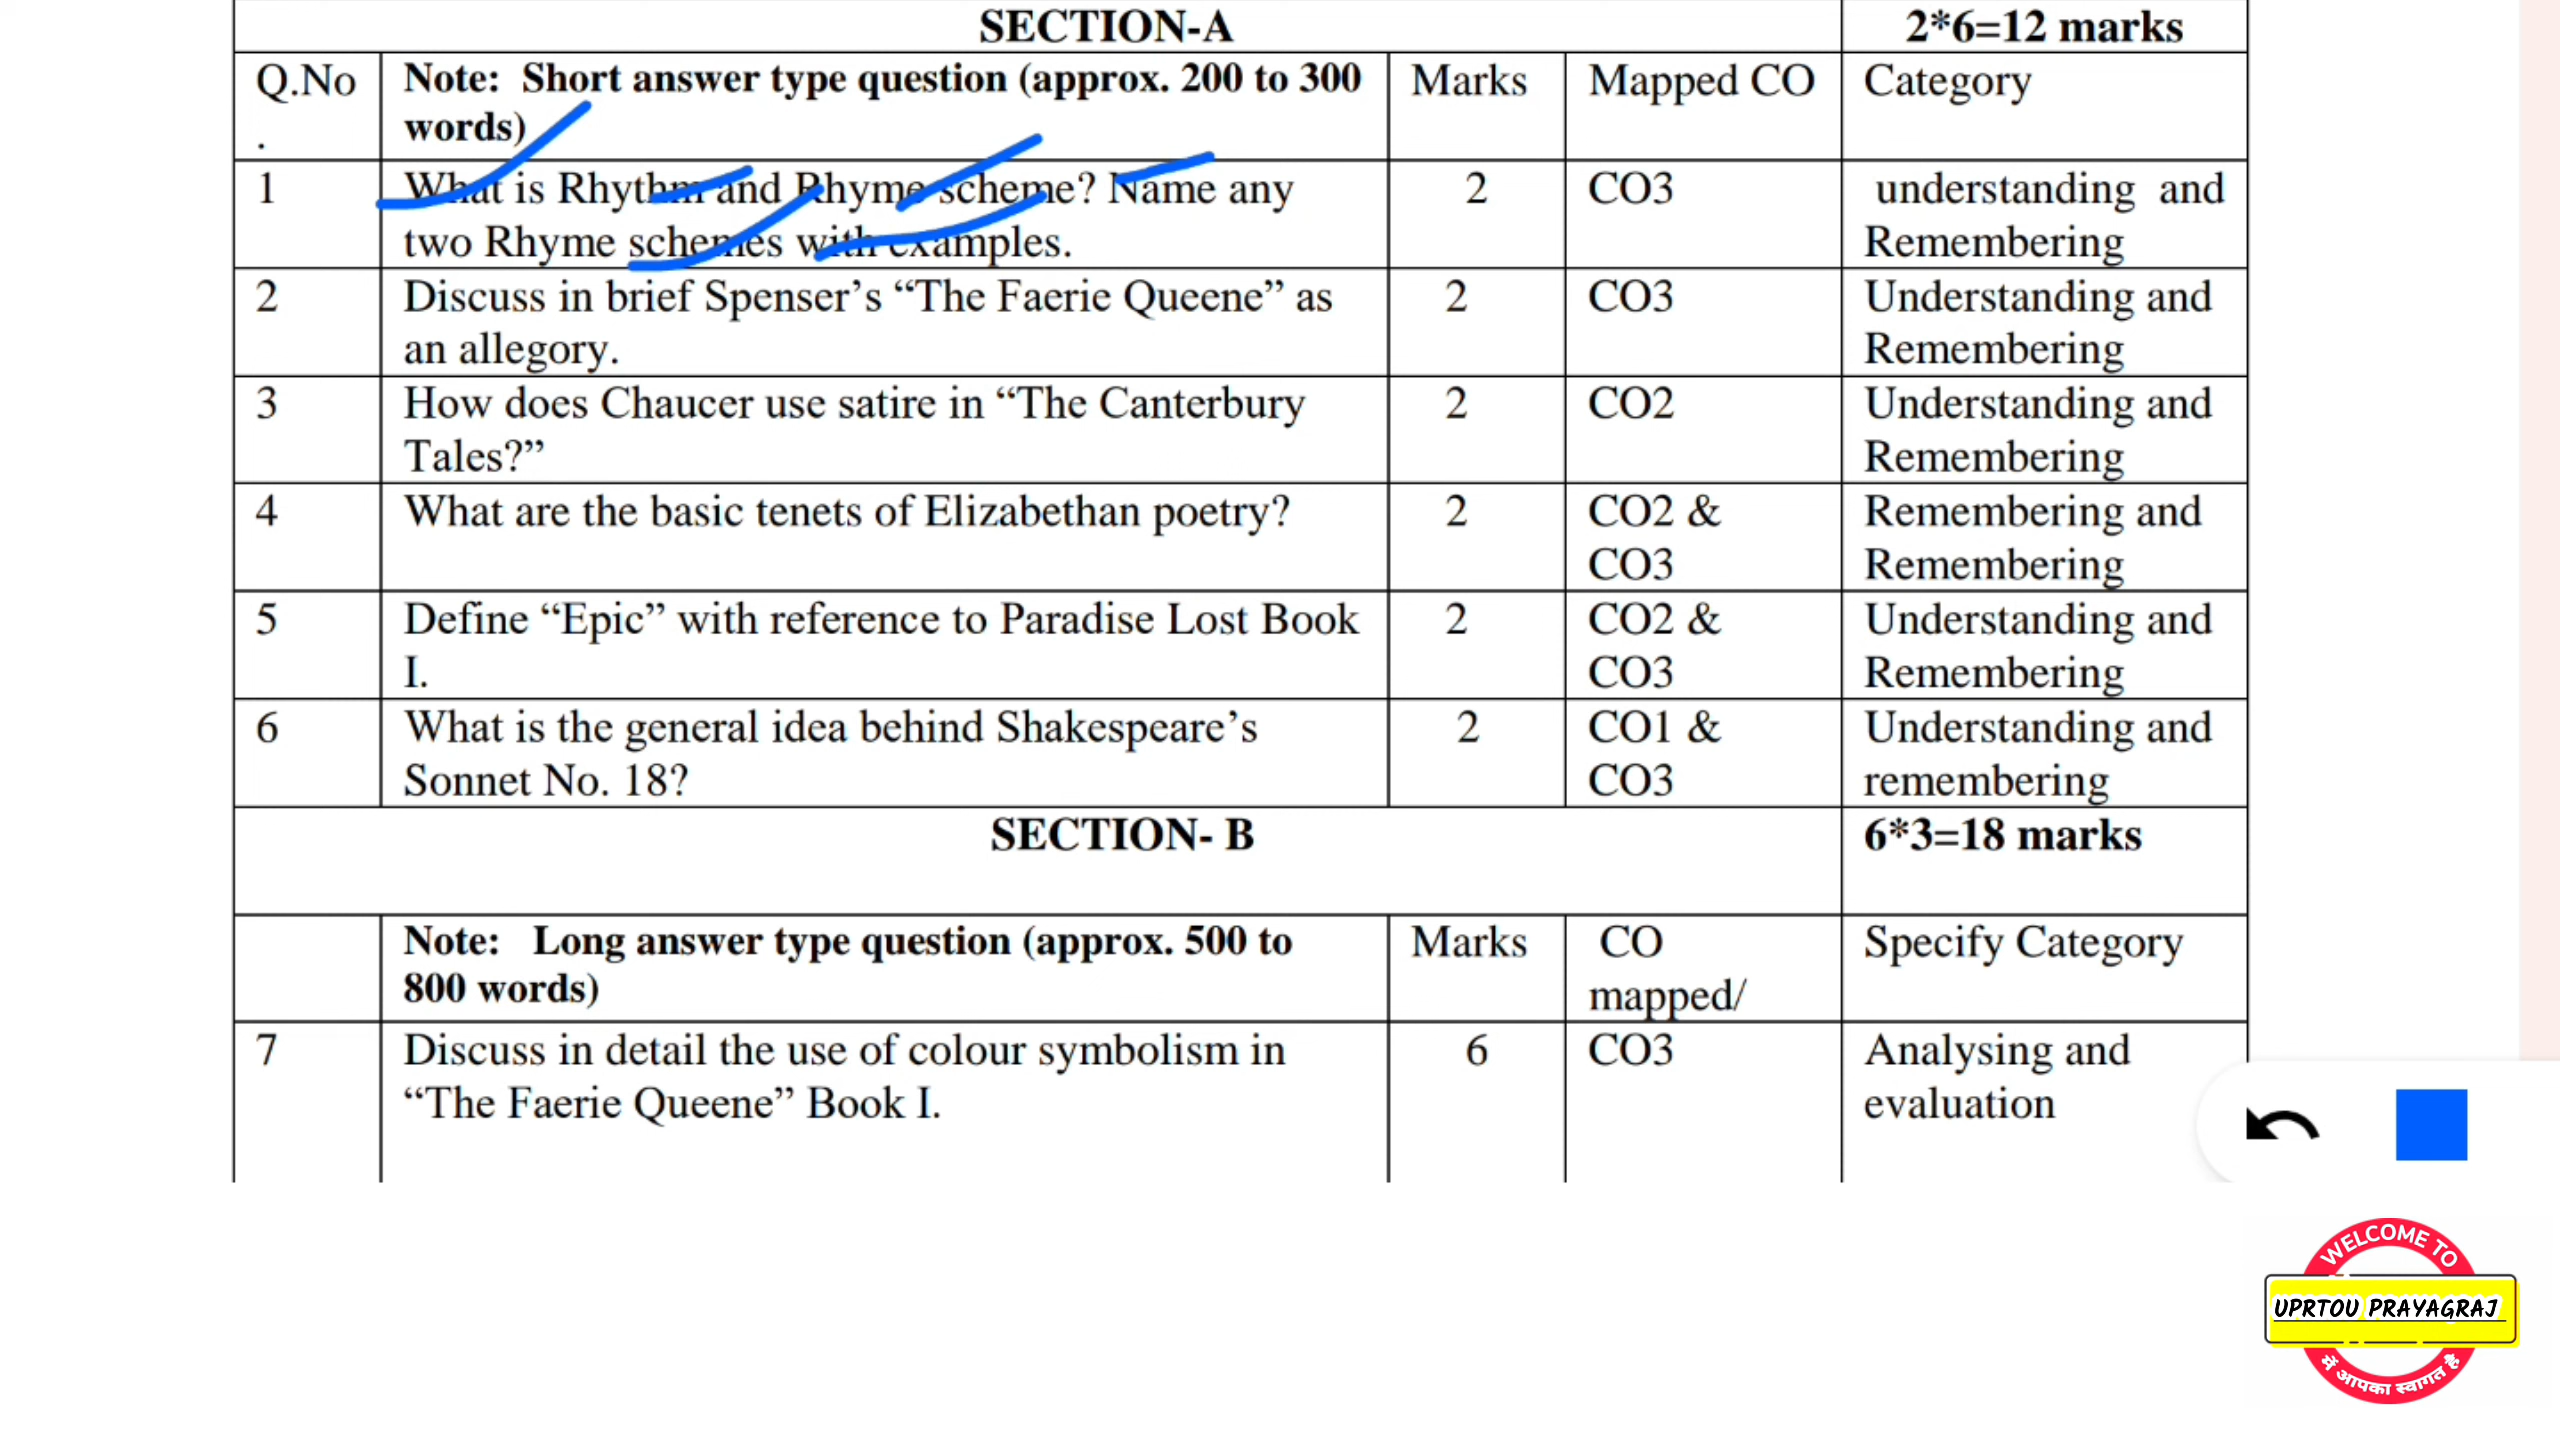 SECTION-A 2*6=12 marks
Q.No Note: Short answer type question (approx. 200 to 300 Marks Mapped CO Category
. words)
1 What is Rhythm and Rhyme scheme? Name any 2 CO3 understanding and
two Rhyme schemes with examples. Remembering
2 Discuss in brief Spenser’s “The Faerie Queene” as 2 CO3 Understanding and
an allegory. Remembering
3 How does Chaucer use satire in “The Canterbury 2 CO2 Understanding and
Tales?” Remembering
4 What are the basic tenets of Elizabethan poetry? 2 CO2 & Remembering and
CO3 Remembering
5 Define “Epic” with reference to Paradise Lost Book 2 CO2 & Understanding and
I. CO3 Remembering
6 What is the general idea behind Shakespeare’s 2 CO1 & Understanding and
Sonnet No. 18? CO3 remembering
SECTION- B 6*3=18 marks
Note: Long answer type question (approx. 500 to Marks CO Specify Category
800 words) mapped/
7 Discuss in detail the use of colour symbolism in 6 CO3 Analysing and
“The Faerie Queene” Book I. evaluation
WELCOME TO
UPRTOU PRAYAGRAJ
में आपका स्वागत है